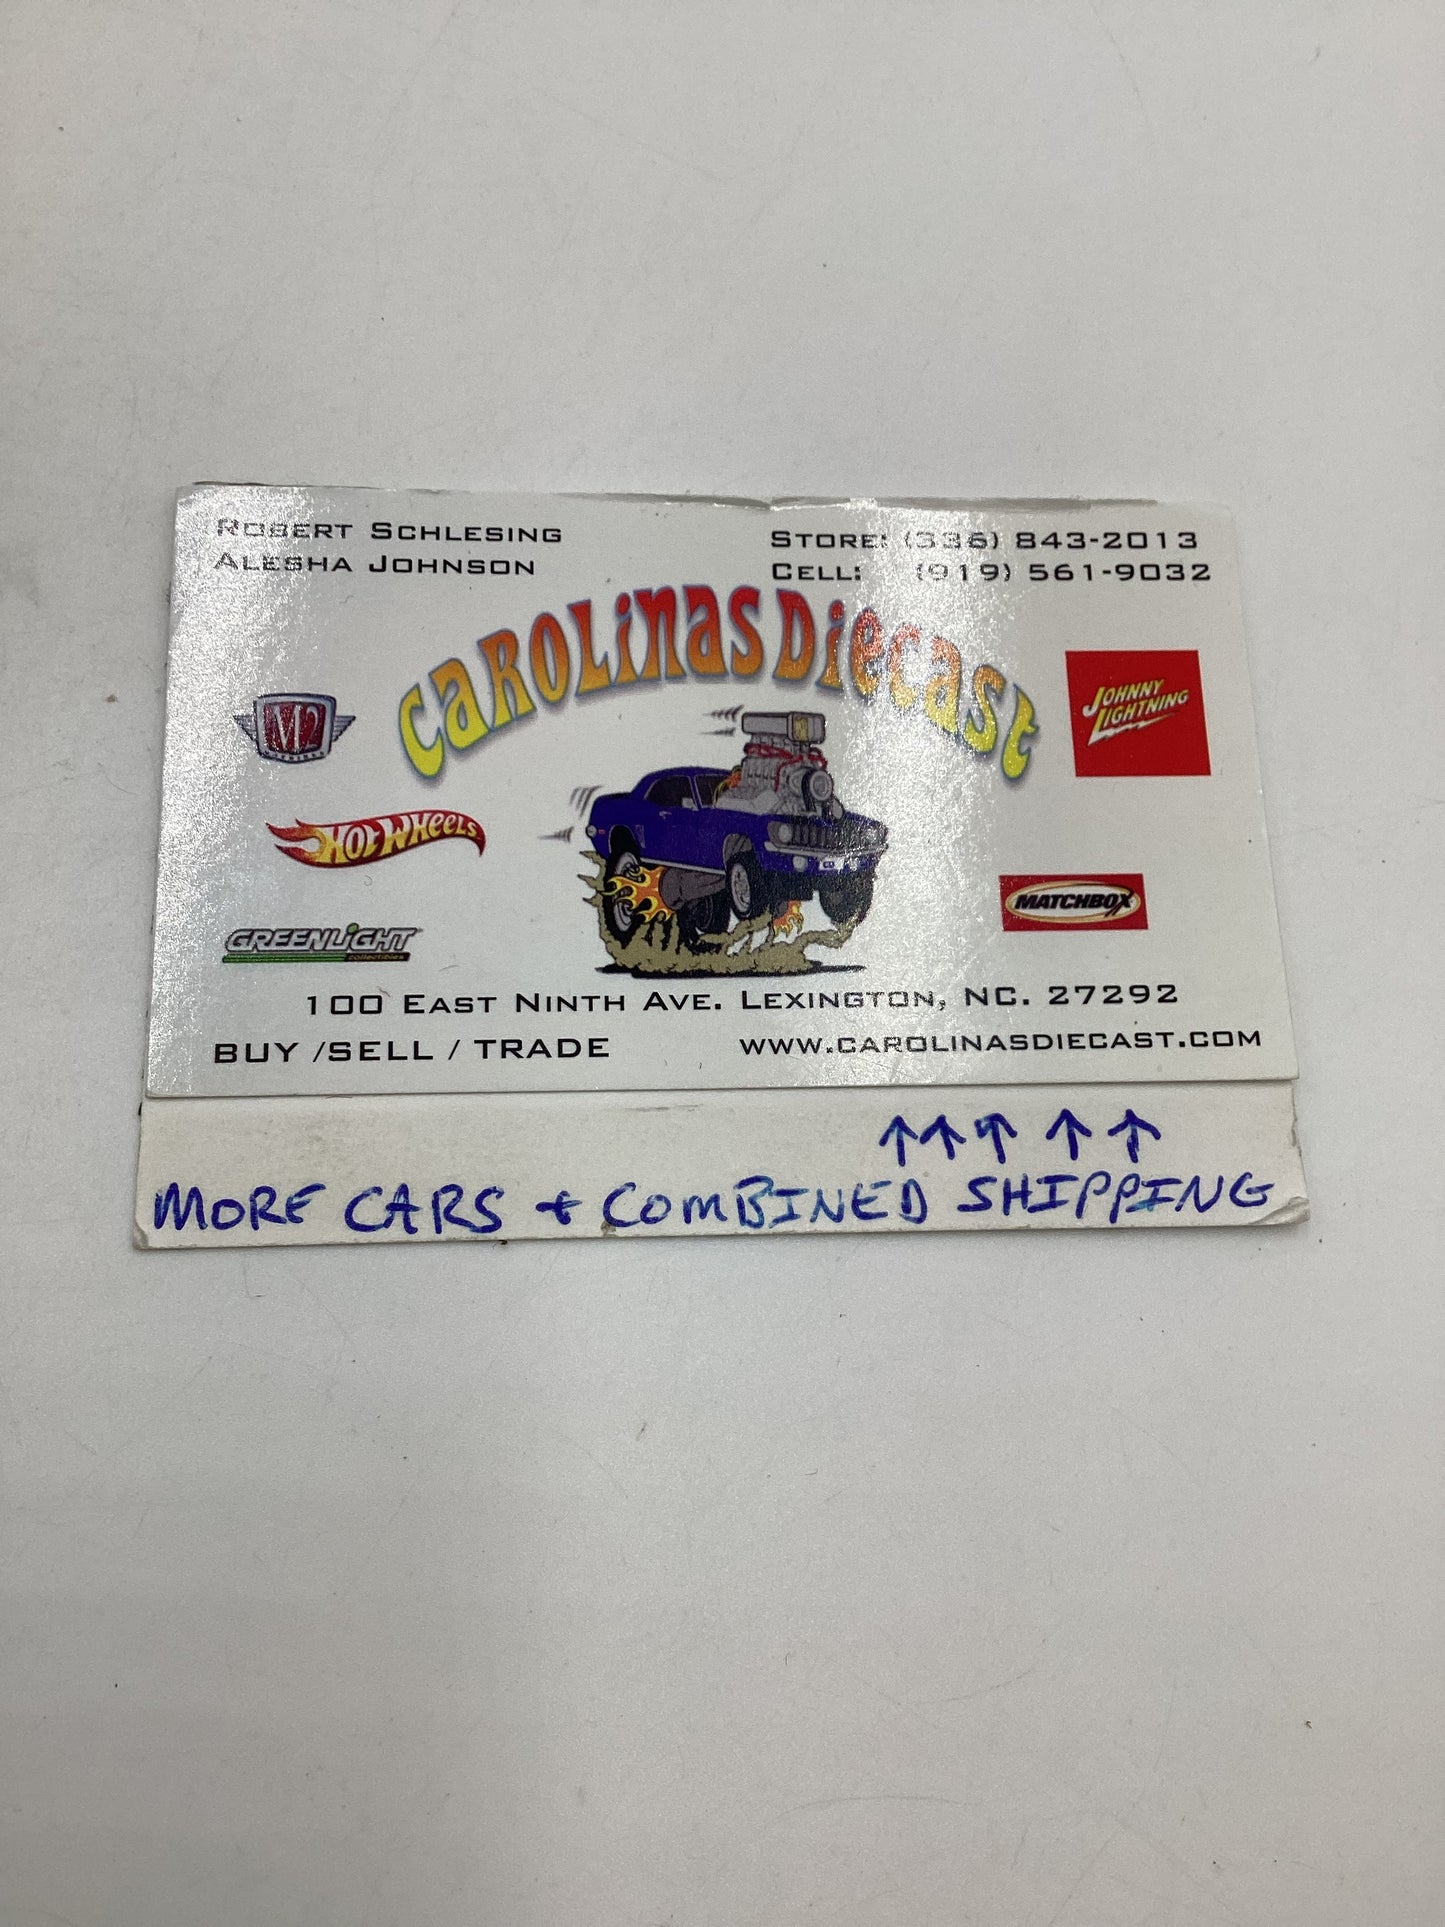 ROBERT SCHLESING
ALESHA JOHNSON
STORE: (336) 843-2013
CELL: (919) 561-9032
CAROLINAS DIECAST
M2
MACHINES
JOHNNY
LIGHTNING
HOT WHEELS
MATCHBOX
GREENLIGHT
collectibles
100 EAST NINTH AVE. LEXINGTON, NC. 27292
BUY /SELL / TRADE
WWW.CAROLINASDIECAST.COM
↑↑↑ ↑ ↑
MORE CARS + COMBINED SHIPPING